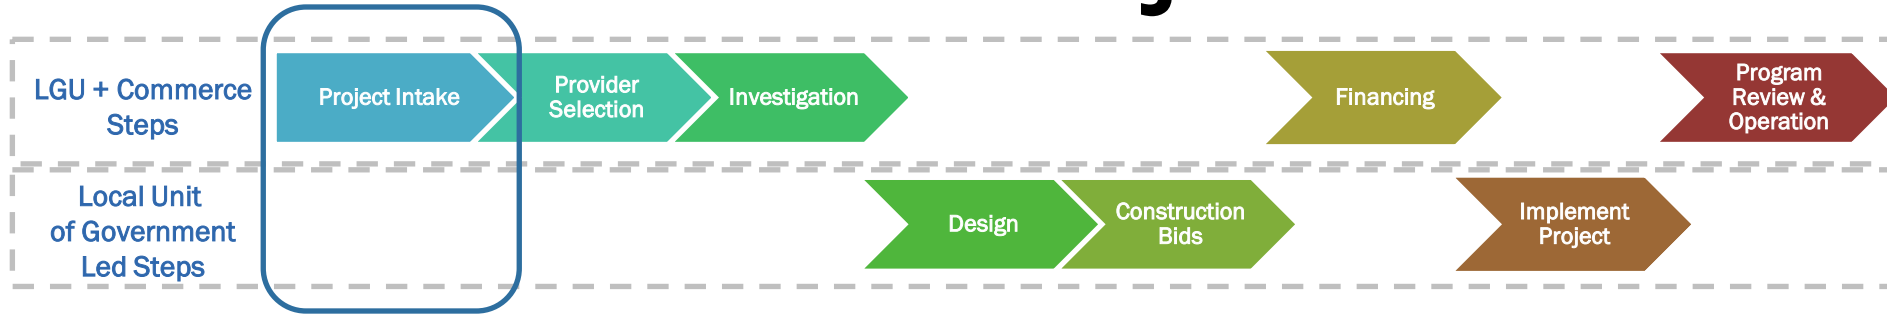 LGU + Commerce
Steps
Project Intake
Provider
Selection
Investigation
Financing
Program
Review &
Operation
Local Unit
of Government
Led Steps
Design
Construction
Bids
Implement
Project